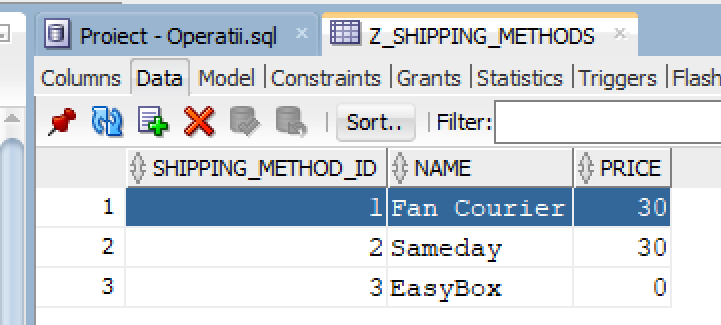 Proiect - Operatii.sql × Z_SHIPPING_METHODS ×
Columns Data Model Constraints Grants Statistics Triggers Flash
Sort.. Filter:
SHIPPING_METHOD_ID NAME PRICE
1 1 Fan Courier 30
2 2 Sameday 30
3 3 EasyBox 0